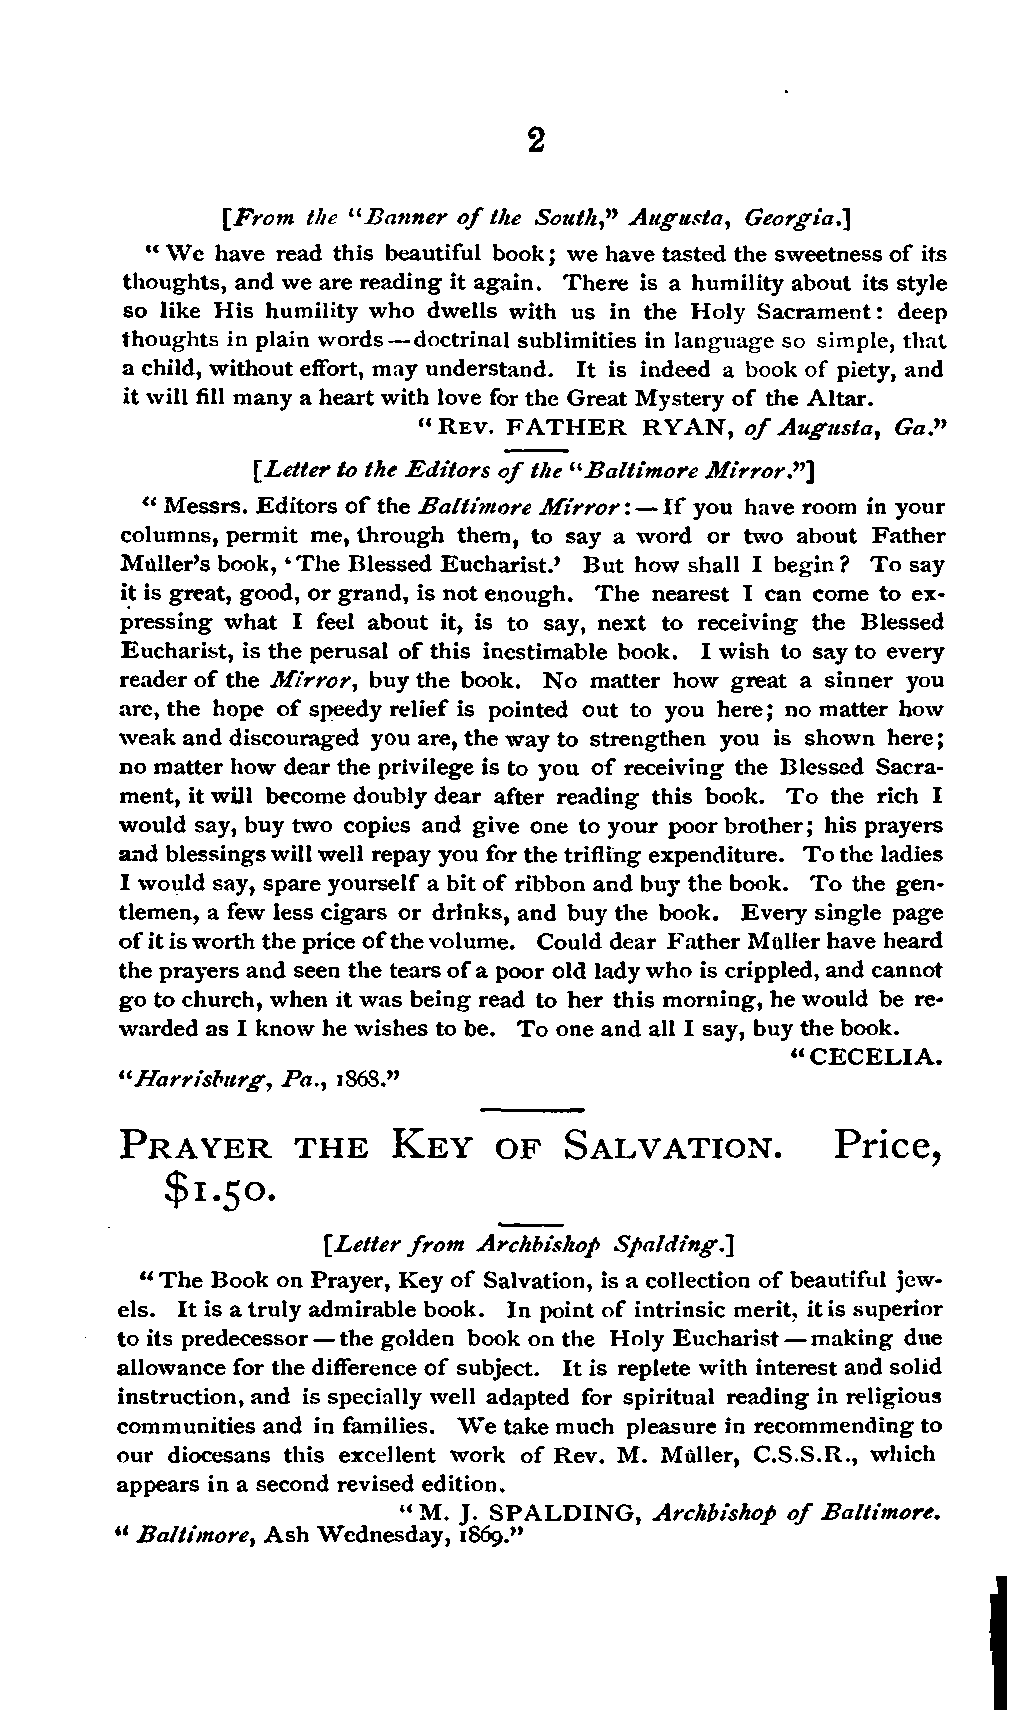 2
[From the "Banner of the South," Augusta, Georgia.]
"We have read this beautiful book; we have tasted the sweetness of its
thoughts, and we are reading it again. There is a humility about its style
so like His humility who dwells with us in the Holy Sacrament: deep
thoughts in plain words — doctrinal sublimities in language so simple, that
a child, without effort, may understand. It is indeed a book of piety, and
it will fill many a heart with love for the Great Mystery of the Altar.
"REV. FATHER RYAN, of Augusta, Ga."
[Letter to the Editors of the "Baltimore Mirror."]
"Messrs. Editors of the Baltimore Mirror: — If you have room in your
columns, permit me, through them, to say a word or two about Father
Müller's book, 'The Blessed Eucharist.' But how shall I begin? To say
it is great, good, or grand, is not enough. The nearest I can come to ex-
pressing what I feel about it, is to say, next to receiving the Blessed
Eucharist, is the perusal of this inestimable book. I wish to say to every
reader of the Mirror, buy the book. No matter how great a sinner you
are, the hope of speedy relief is pointed out to you here; no matter how
weak and discouraged you are, the way to strengthen you is shown here;
no matter how dear the privilege is to you of receiving the Blessed Sacra-
ment, it will become doubly dear after reading this book. To the rich I
would say, buy two copies and give one to your poor brother; his prayers
and blessings will well repay you for the trifling expenditure. To the ladies
I would say, spare yourself a bit of ribbon and buy the book. To the gen-
tlemen, a few less cigars or drinks, and buy the book. Every single page
of it is worth the price of the volume. Could dear Father Müller have heard
the prayers and seen the tears of a poor old lady who is crippled, and cannot
go to church, when it was being read to her this morning, he would be re-
warded as I know he wishes to be. To one and all I say, buy the book.
"CECELIA.
"Harrisburg, Pa., 1868."
PRAYER THE KEY OF SALVATION. Price,
$1.50.
[Letter from Archbishop Spalding.]
"The Book on Prayer, Key of Salvation, is a collection of beautiful jew-
els. It is a truly admirable book. In point of intrinsic merit, it is superior
to its predecessor — the golden book on the Holy Eucharist — making due
allowance for the difference of subject. It is replete with interest and solid
instruction, and is specially well adapted for spiritual reading in religious
communities and in families. We take much pleasure in recommending to
our diocesans this excellent work of Rev. M. Müller, C.S.S.R., which
appears in a second revised edition.
"M. J. SPALDING, Archbishop of Baltimore.
"Baltimore, Ash Wednesday, 1869."